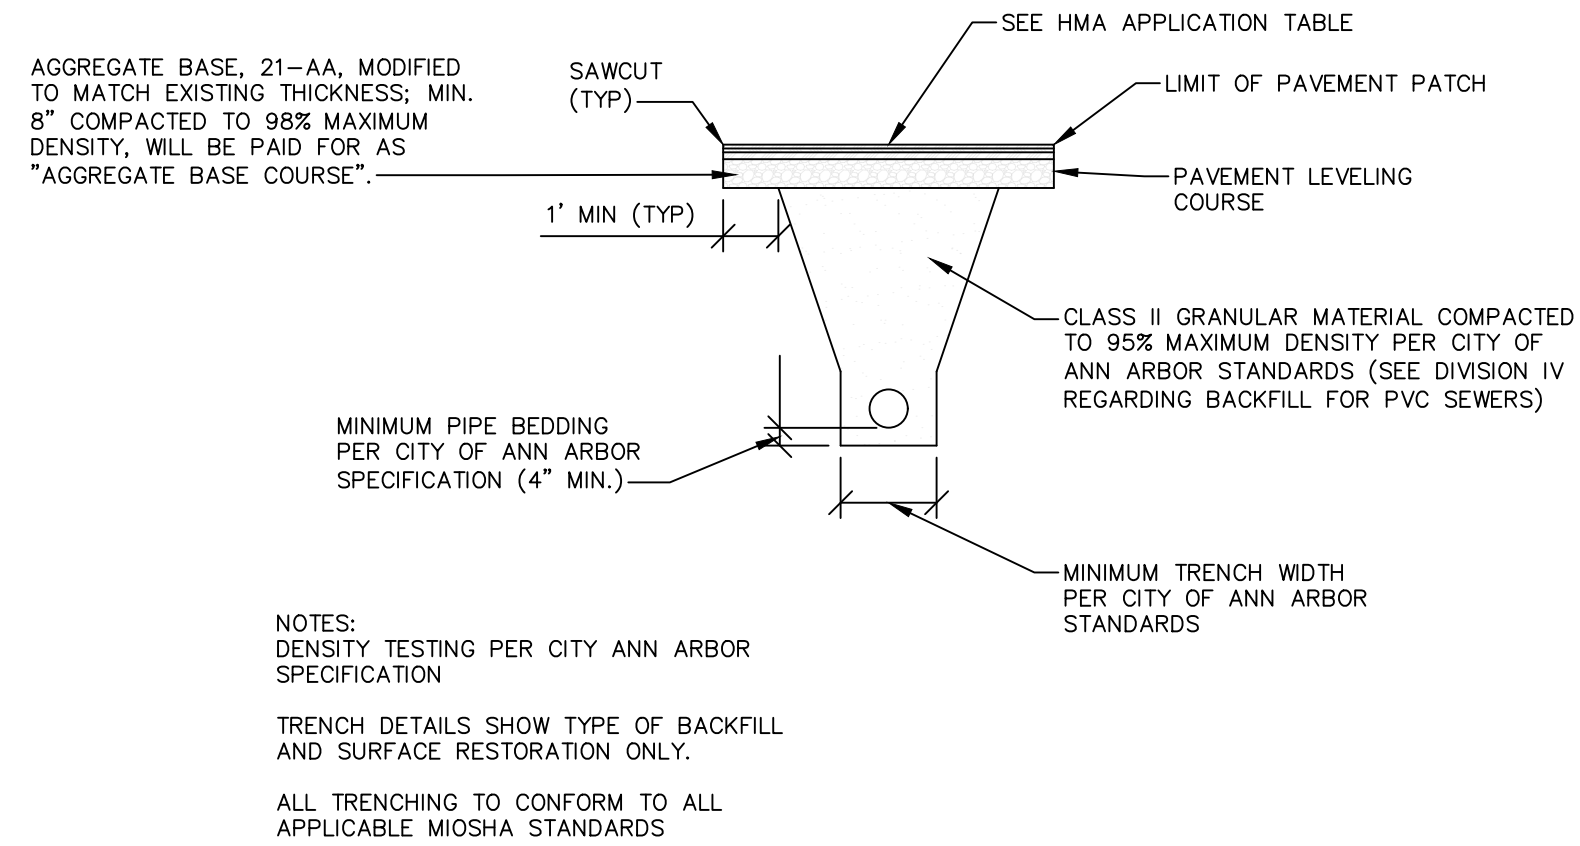 SEE HMA APPLICATION TABLE
AGGREGATE BASE, 21-AA, MODIFIED
TO MATCH EXISTING THICKNESS; MIN.
8" COMPACTED TO 98% MAXIMUM
DENSITY, WILL BE PAID FOR AS
"AGGREGATE BASE COURSE".
SAWCUT
(TYP)
LIMIT OF PAVEMENT PATCH
PAVEMENT LEVELING
COURSE
1' MIN (TYP)
CLASS II GRANULAR MATERIAL COMPACTED
TO 95% MAXIMUM DENSITY PER CITY OF
ANN ARBOR STANDARDS (SEE DIVISION IV
REGARDING BACKFILL FOR PVC SEWERS)
MINIMUM PIPE BEDDING
PER CITY OF ANN ARBOR
SPECIFICATION (4" MIN.)
MINIMUM TRENCH WIDTH
PER CITY OF ANN ARBOR
STANDARDS
NOTES:
DENSITY TESTING PER CITY ANN ARBOR
SPECIFICATION
TRENCH DETAILS SHOW TYPE OF BACKFILL
AND SURFACE RESTORATION ONLY.
ALL TRENCHING TO CONFORM TO ALL
APPLICABLE MIOSHA STANDARDS